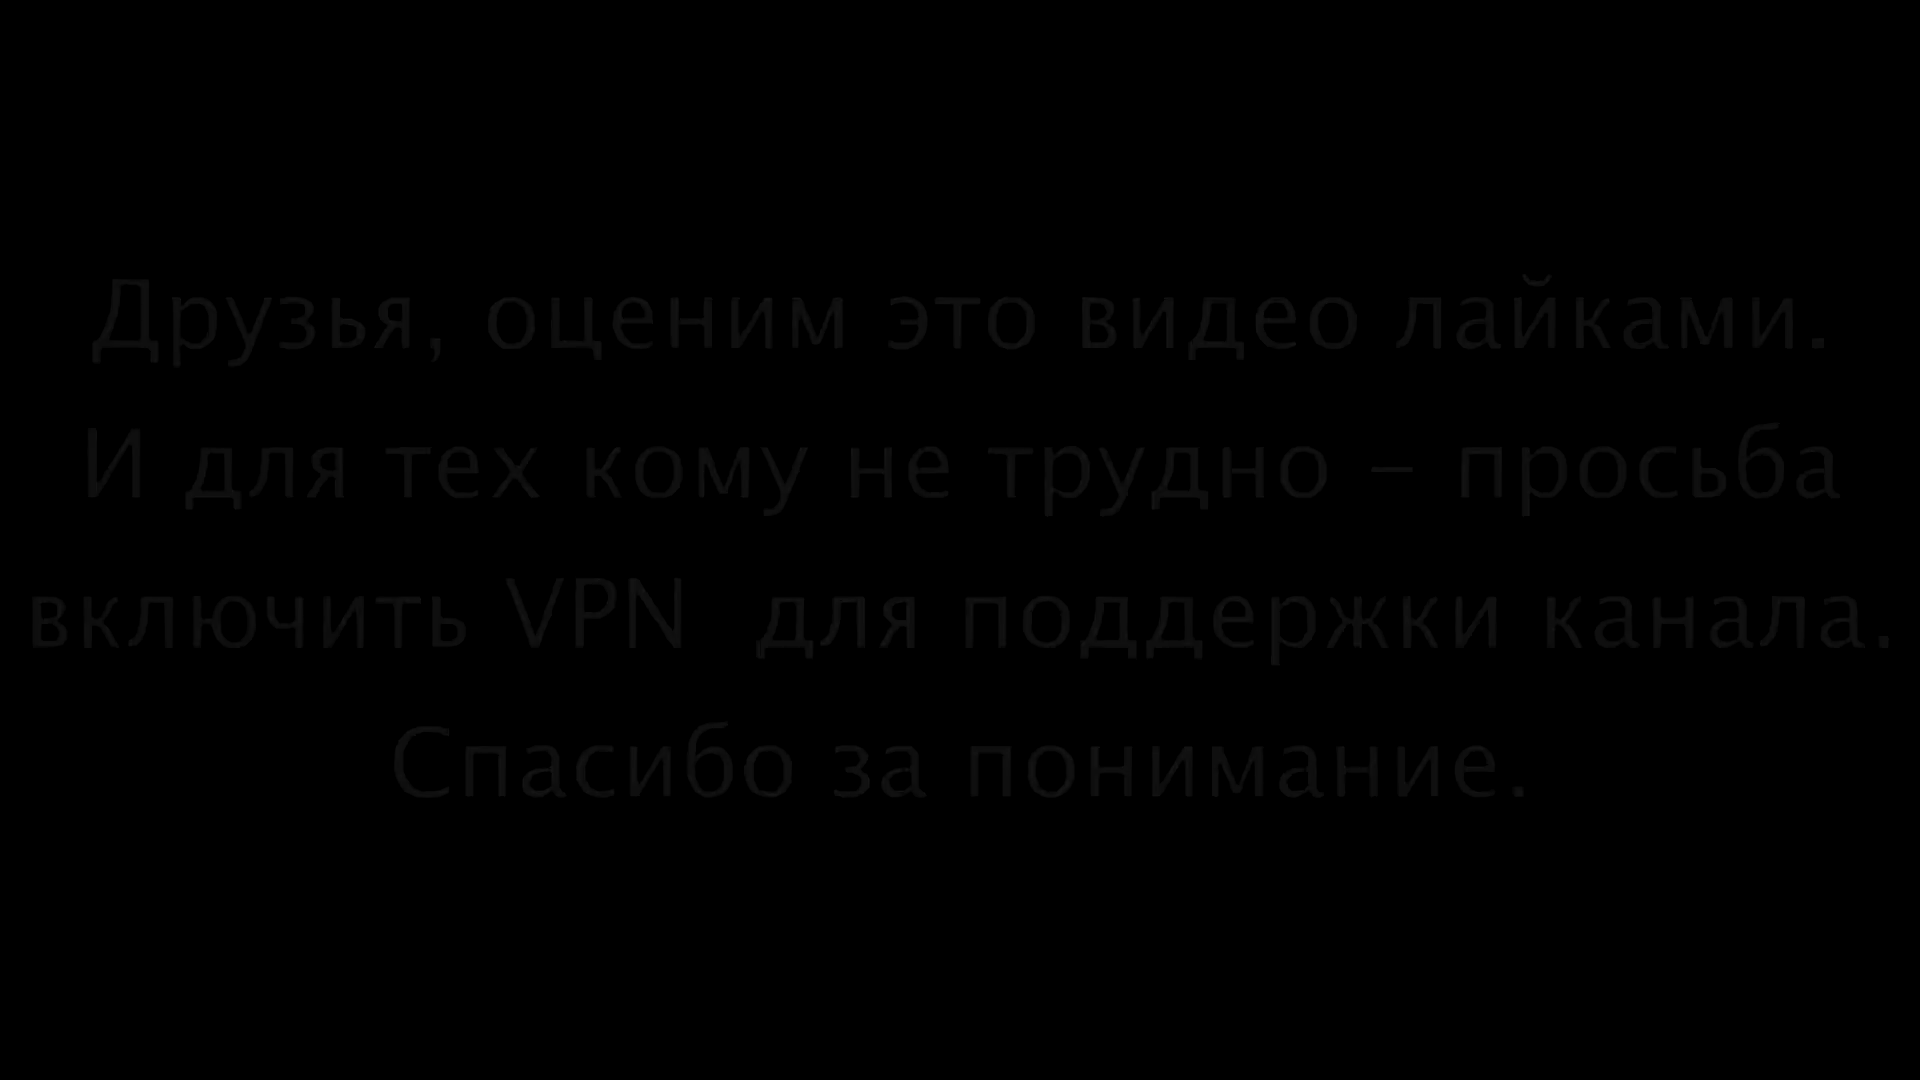 Друзья, оценим это видео лайками.
И для тех кому не трудно – просьба
включить VPN  для поддержки канала.
Спасибо за понимание.